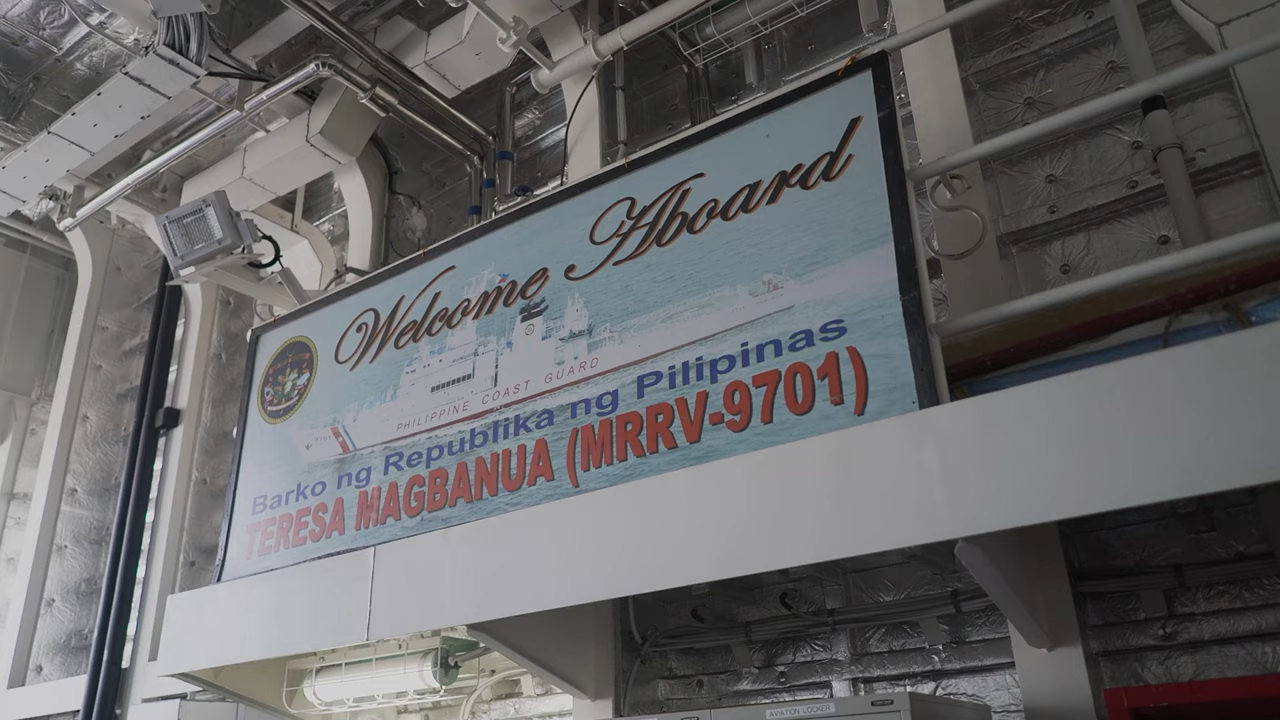 Welcome Aboard
PHILIPPINE COAST GUARD
Barko ng Republika ng Pilipinas
TERESA MAGBANUA (MRRV-9701)
AVIATION LOCKER